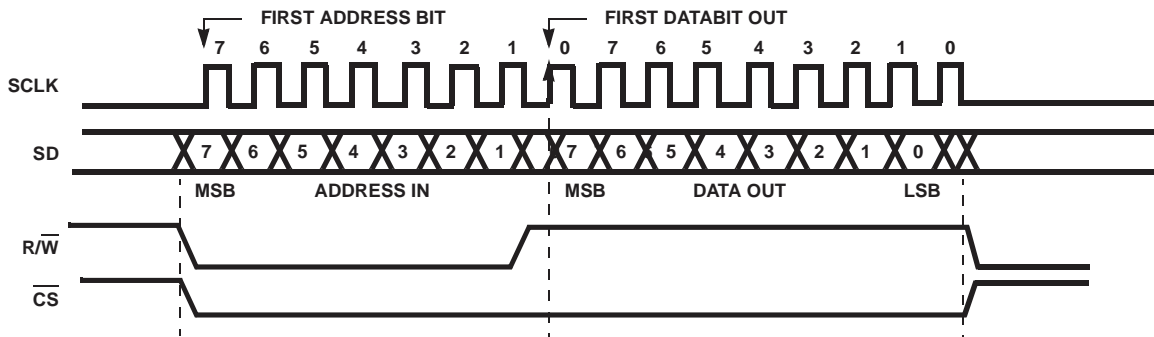 FIRST ADDRESS BIT FIRST DATABIT OUT
7 6 5 4 3 2 1 0 7 6 5 4 3 2 1 0
SCLK
SD 7 6 5 4 3 2 1 7 6 5 4 3 2 1 0
MSB ADDRESS IN MSB DATA OUT LSB
R/W̅
C̅S̅